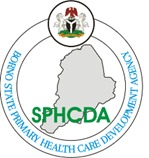 BORNO STATE PRIMARY HEALTH CARE DEVELOPMENT AGENCY
SPHCDA